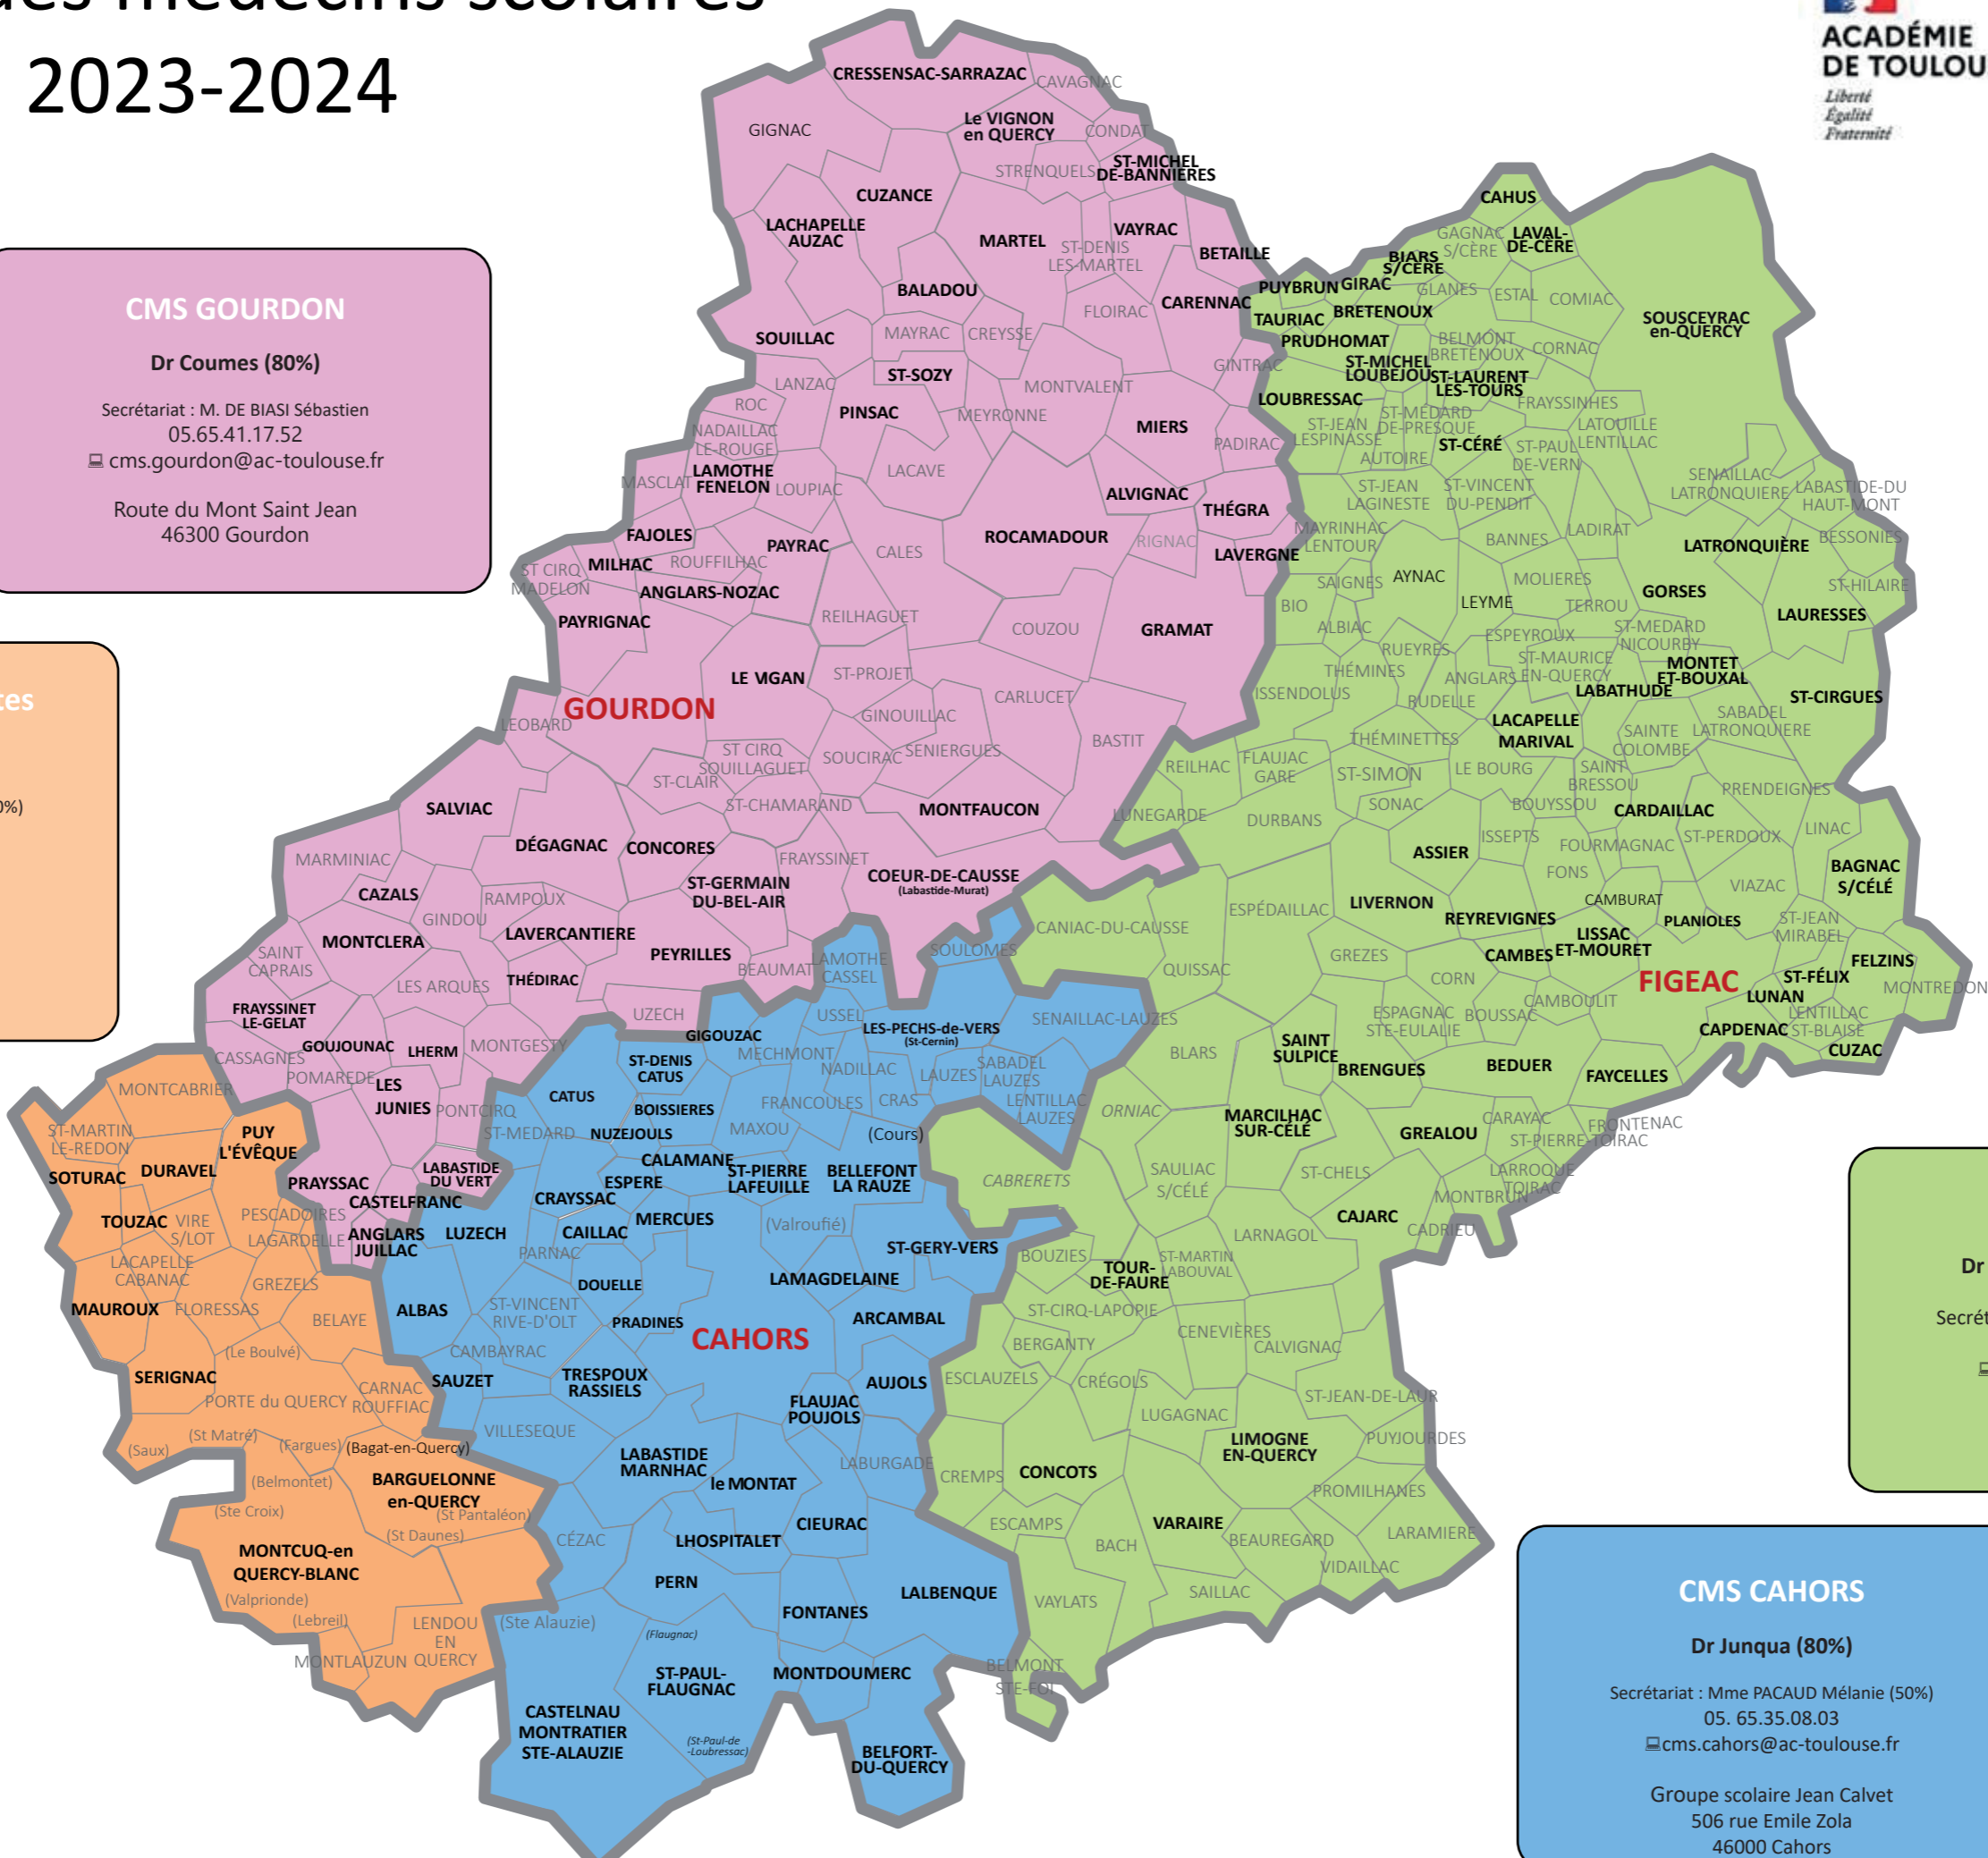 des médecins scolaires
2023-2024
ACADÉMIE
DE TOULOU
Liberté
Égalité
Fraternité
CMS GOURDON
Dr Coumes (80%)
Secrétariat : M. DE BIASI Sébastien
05.65.41.17.52
cms.gourdon@ac-toulouse.fr
Route du Mont Saint Jean
46300 Gourdon
tes
0%)
CRESSENSAC-SARRAZAC
CAVAGNAC
GIGNAC
Le VIGNON
en QUERCY
CONDAT
STRENQUELS
ST-MICHEL
DE-BANNIERES
CUZANCE
LACHAPELLE
AUZAC
MARTEL
ST-DENIS
LES-MARTEL
VAYRAC
BETAILLE
BALADOU
FLOIRAC
CARENNAC
SOUILLAC
MAYRAC
CREYSSE
GINTRAC
LANZAC
ST-SOZY
MONTVALENT
ROC
PINSAC
MEYRONNE
MIERS
PADIRAC
NADAILLAC
LE-ROUGE
MASCLAT
LAMOTHE
FENELON
LOUPIAC
LACAVE
ALVIGNAC
THÉGRA
FAJOLES
PAYRAC
CALES
ROCAMADOUR
RIGNAC
LAVERGNE
ST CIRQ
MADELON
MILHAC
ROUFFILHAC
ANGLARS-NOZAC
PAYRIGNAC
REILHAGUET
COUZOU
GRAMAT
LE VIGAN
ST-PROJET
CARLUCET
GOURDON
LEOBARD
GINOUILLAC
ST CIRQ
SOUILLAGUET
SOUCIRAC
SENIERGUES
BASTIT
ST-CLAIR
SALVIAC
ST-CHAMARAND
MONTFAUCON
DÉGAGNAC
CONCORES
MARMINIAC
FRAYSSINET
COEUR-DE-CAUSSE
(Labastide-Murat)
ST-GERMAIN
DU-BEL-AIR
CAZALS
RAMPOUX
GINDOU
MONTCLERA
LAVERCANTIERE
PEYRILLES
BEAUMAT
SAINT
CAPRAIS
LES ARQUES
THÉDIRAC
UZECH
FRAYSSINET
LE-GELAT
CASSAGNES
GOUJOUNAC
LHERM
MONTGESTY
POMAREDE
LES
JUNIES
PONTCIRQ
PRAYSSAC
LABASTIDE
DU VERT
CASTELFRANC
ANGLARS
JUILLAC
CAHUS
GAGNAC
S/CÈRE
LAVAL-
DE-CÈRE
BIARS
S/CÈRE
PUYBRUN
GIRAC
GLANES
ESTAL
COMIAC
TAURIAC
BRETENOUX
SOUSCEYRAC
en-QUERCY
PRUDHOMAT
BELMONT
BRETENOUX
CORNAC
ST-MICHEL
LOUBEJOU
ST-LAURENT
LES-TOURS
LOUBRESSAC
FRAYSSINHES
ST-JEAN
LESPINASSE
ST-MÉDARD
DE-PRESQUE
LATOUILLE
LENTILLAC
AUTOIRE
ST-CÉRÉ
ST-PAUL
DE-VERN
SENAILLAC
LATRONQUIERE
LABASTIDE-DU
HAUT-MONT
ST-JEAN
LAGINESTE
ST-VINCENT
DU-PENDIT
MAYRINHAC
LENTOUR
BANNES
LADIRAT
LATRONQUIÈRE
BESSONIES
SAIGNES
AYNAC
MOLIERES
GORSES
ST-HILAIRE
BIO
LEYME
TERROU
LAURESSES
ALBIAC
ESPEYROUX
ST-MEDARD
NICOURBY
RUEYRES
THÉMINES
ANGLARS
ST-MAURICE
EN-QUERCY
MONTET
ET-BOUXAL
LABATHUDE
ISSENDOLUS
RUDELLE
ST-CIRGUES
LACAPELLE
MARIVAL
SAINTE
COLOMBE
SABADEL
LATRONQUIERE
THÉMINETTES
REILHAC
FLAUJAC
GARE
ST-SIMON
LE BOURG
SAINT
BRESSOU
PRENDEIGNES
LUNEGARDE
DURBANS
SONAC
BOUYSSOU
CARDAILLAC
ISSEPTS
ST-PERDOUX
LINAC
ASSIER
FOURMAGNAC
FONS
BAGNAC
S/CÉLÉ
VIAZAC
ESPÉDAILLAC
LIVERNON
CAMBURAT
REYREVIGNES
PLANIOLES
ST-JEAN
MIRABEL
CANIAC-DU-CAUSSE
LISSAC
ET-MOURET
QUISSAC
GREZES
CAMBES
FELZINS
CORN
FIGEAC
ST-FÉLIX
MONTREDON
LUNAN
ESPAGNAC
STE-EULALIE
BOUSSAC
CAMBOULIT
LENTILLAC
ST-BLAISE
CAPDENAC
CUZAC
SAINT
SULPICE
BLARS
BRENGUES
BEDUER
FAYCELLES
ORNIAC
MARCILHAC
SUR-CÉLÉ
GREALOU
CARAYAC
FRONTENAC
ST-PIERRE-TOIRAC
CABRERETS
SAULIAC
S/CÉLÉ
ST-CHELS
LARROQUE
TOIRAC
MONTBRUN
CAJARC
CADRIEU
LARNAGOL
BOUZIES
TOUR-
DE-FAURE
ST-MARTIN
LABOUVAL
ST-CIRQ-LAPOPIE
CENEVIÈRES
CALVIGNAC
BERGANTY
ESCLAUZELS
CRÉGOLS
ST-JEAN-DE-LAUR
LUGAGNAC
LIMOGNE
EN-QUERCY
PUYJOURDES
CREMPS
CONCOTS
PROMILHANES
ESCAMPS
VARAIRE
BEAUREGARD
LARAMIERE
BACH
VIDAILLAC
VAYLATS
SAILLAC
BELMONT
STE-FOI
LAMOTHE
CASSEL
SOULOMES
USSEL
SENAILLAC-LAUZES
GIGOUZAC
LES-PECHS-de-VERS
(St-Cernin)
MECHMONT
ST-DENIS
CATUS
NADILLAC
LAUZES
SABADEL
LAUZES
CATUS
BOISSIERES
FRANCOULES
CRAS
LENTILLAC
LAUZES
ST-MEDARD
NUZEJOULS
MAXOU
(Cours)
CALAMANE
ST-PIERRE
LAFEUILLE
BELLEFONT
LA RAUZE
ESPERE
CRAYSSAC
MERCUES
(Valroufié)
LUZECH
CAILLAC
PARNAC
ST-GERY-VERS
DOUELLE
LAMAGDELAINE
ALBAS
ST-VINCENT
RIVE-D'OLT
PRADINES
ARCAMBAL
CAHORS
CAMBAYRAC
SAUZET
TRESPOUX
RASSIELS
AUJOLS
FLAUJAC
POUJOLS
VILLESEQUE
LABASTIDE
MARNHAC
le MONTAT
LABURGADE
CÉZAC
LHOSPITALET
CIEURAC
PERN
FONTANES
LALBENQUE
(Ste Alauzie)
(Flaugnac)
ST-PAUL-
FLAUGNAC
MONTDOUMERC
CASTELNAU
MONTRATIER
STE-ALAUZIE
(St-Paul-de
-Loubressac)
BELFORT-
DU-QUERCY
MONTCABRIER
ST-MARTIN
LE-REDON
PUY
L'ÉVÊQUE
SOTURAC
DURAVEL
TOUZAC
VIRE
S/LOT
PESCADOIRES
LAGARDELLE
LACAPELLE
CABANAC
GREZELS
MAUROUX
FLORESSAS
BELAYE
(Le Boulvé)
SERIGNAC
PORTE du QUERCY
CARNAC
ROUFFIAC
(Saux)
(St Matré)
(Fargues)
(Bagat-en-Quercy)
(Belmontet)
BARGUELONNE
en-QUERCY
(Ste Croix)
(St Pantaléon)
(St Daunes)
MONTCUQ-en
QUERCY-BLANC
(Valprionde)
(Lebreil)
LENDOU
EN
QUERCY
MONTLAUZUN
Dr
Secrét
CMS CAHORS
Dr Junqua (80%)
Secrétariat : Mme PACAUD Mélanie (50%)
05. 65.35.08.03
cms.cahors@ac-toulouse.fr
Groupe scolaire Jean Calvet
506 rue Emile Zola
46000 Cahors